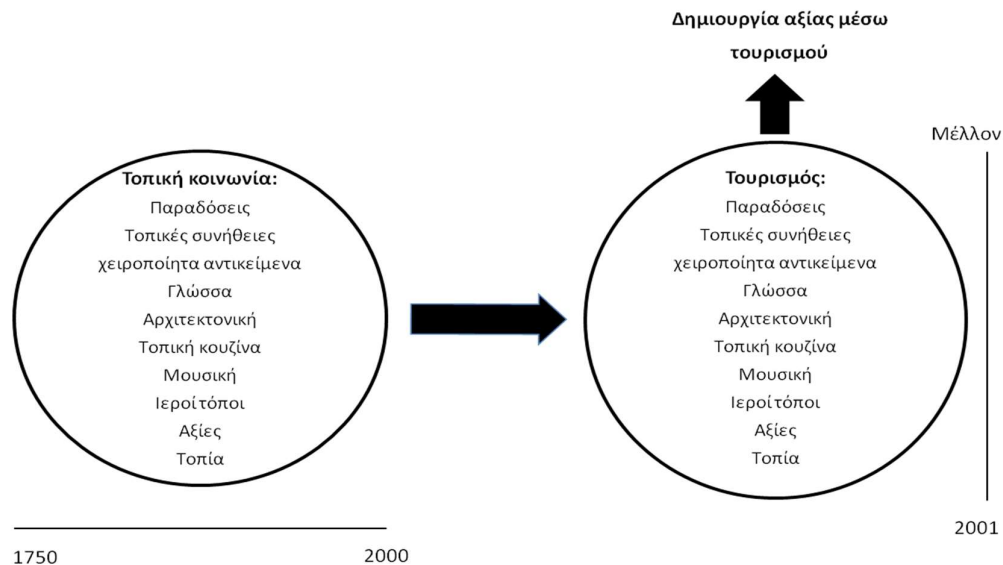 Δημιουργία αξίας μέσω
τουρισμού
Μέλλον
Τοπική κοινωνία:
Παραδόσεις
Τοπικές συνήθειες
χειροποίητα αντικείμενα
Γλώσσα
Αρχιτεκτονική
Τοπική κουζίνα
Μουσική
Ιεροί τόποι
Αξίες
Τοπία
Τουρισμός:
Παραδόσεις
Τοπικές συνήθειες
χειροποίητα αντικείμενα
Γλώσσα
Αρχιτεκτονική
Τοπική κουζίνα
Μουσική
Ιεροί τόποι
Αξίες
Τοπία
1750
2000
2001